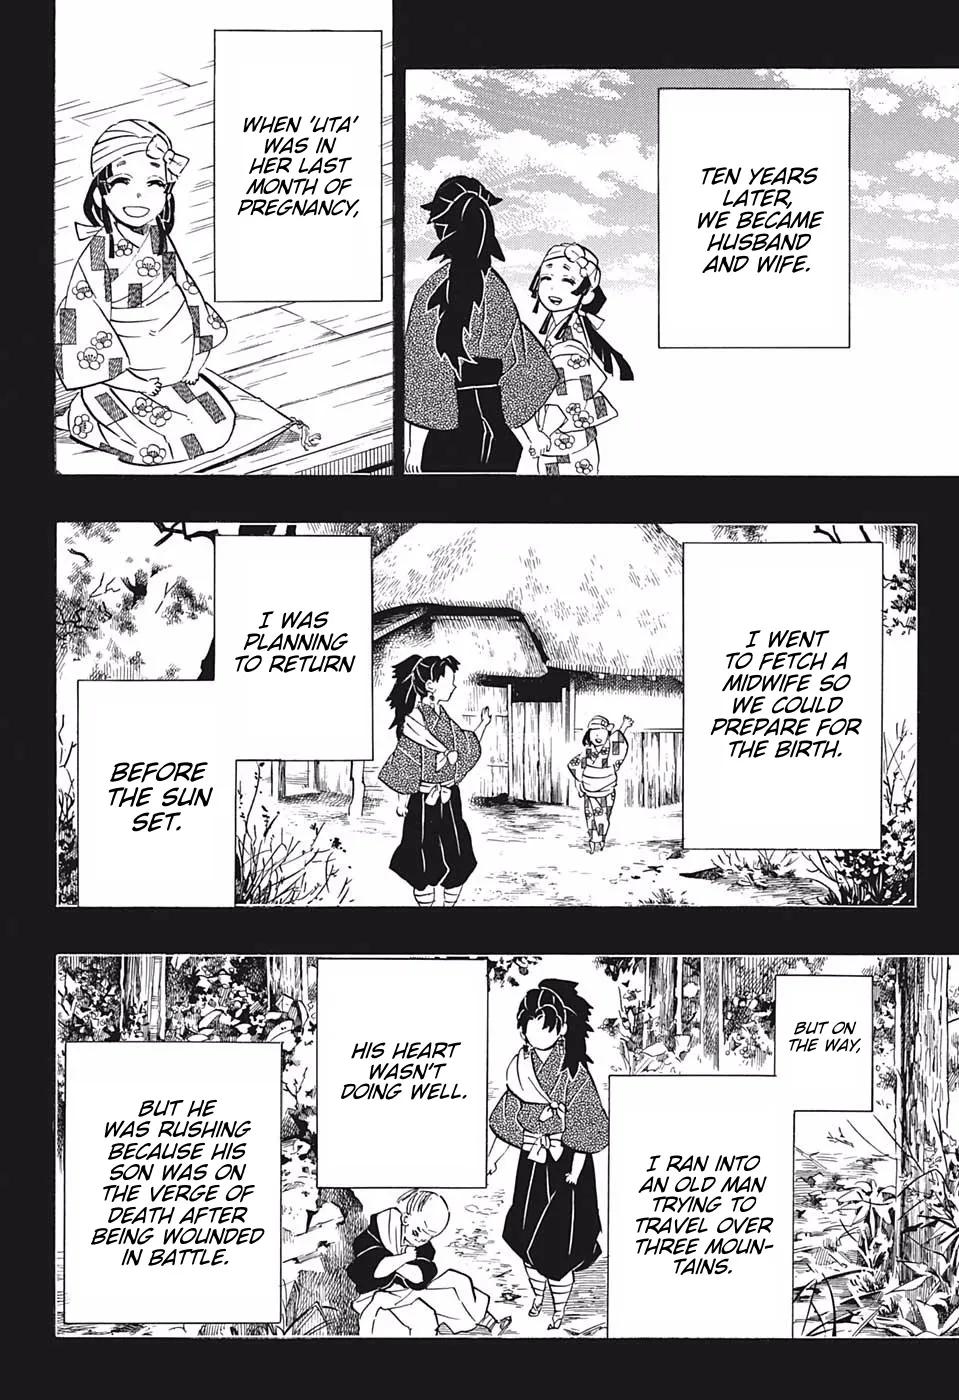 TEN YEARS
LATER,
WE BECAME
HUSBAND
AND WIFE.
WHEN 'UTA'
WAS IN
HER LAST
MONTH OF
PREGNANCY,
I WENT
TO FETCH A
MIDWIFE SO
WE COULD
PREPARE FOR
THE BIRTH.
I WAS
PLANNING
TO RETURN
BEFORE
THE SUN
SET.
BUT ON
THE WAY,
I RAN INTO
AN OLD MAN
TRYING TO
TRAVEL OVER
THREE MOUN-
TAINS.
HIS HEART
WASN'T
DOING WELL.
BUT HE
WAS RUSHING
BECAUSE HIS
SON WAS ON
THE VERGE OF
DEATH AFTER
BEING WOUNDED
IN BATTLE.